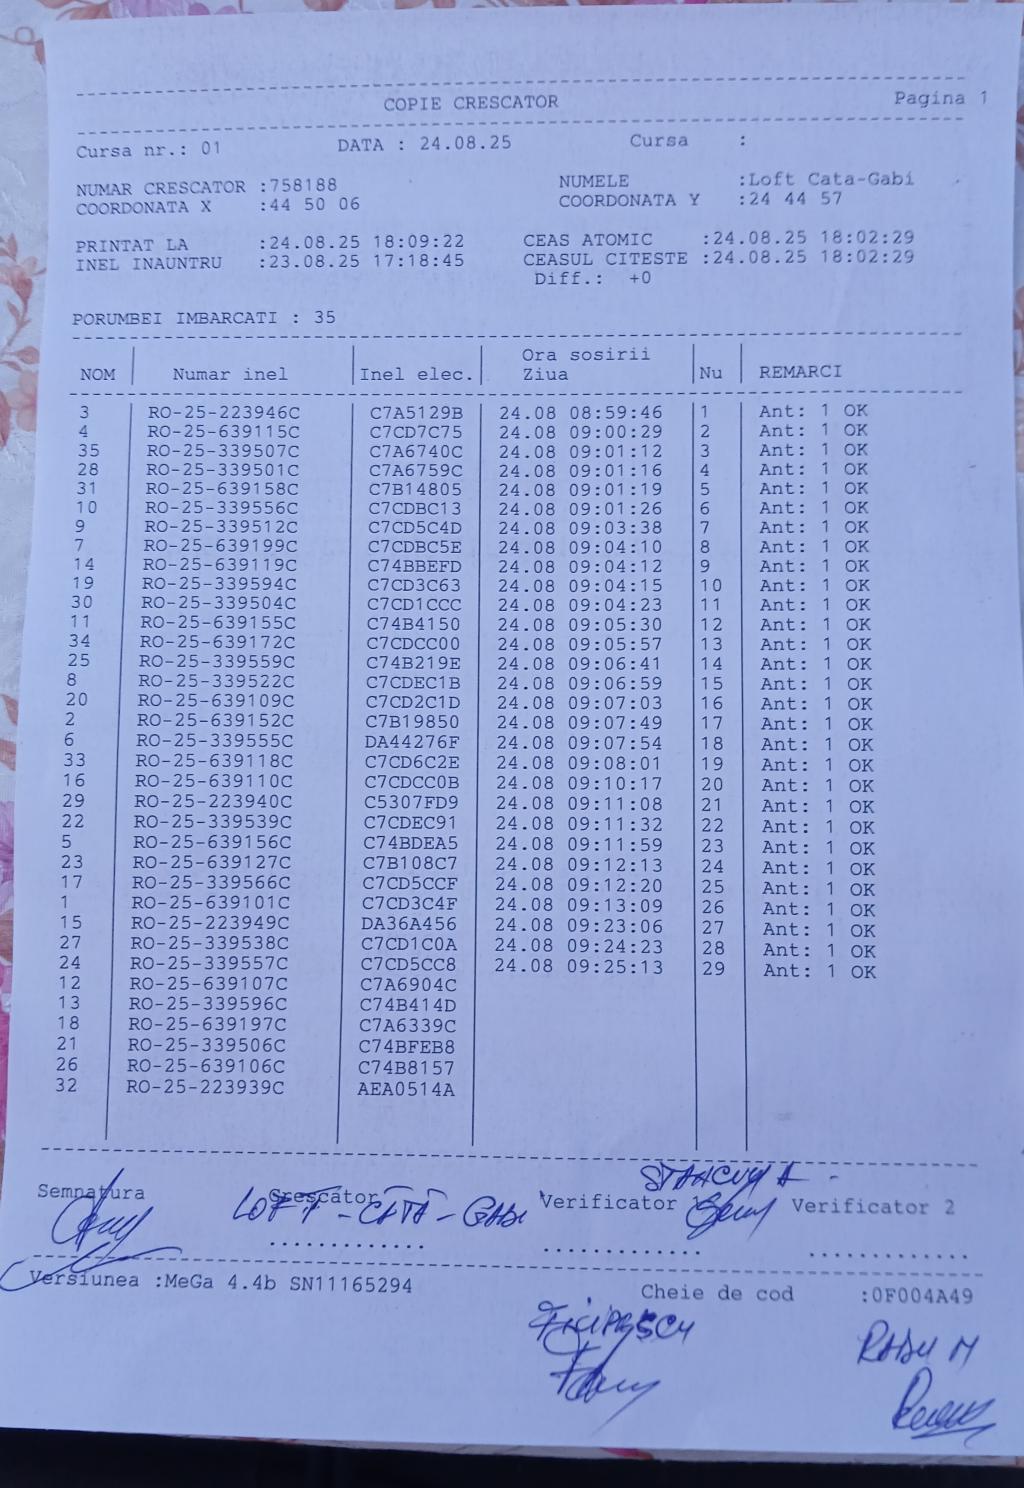 COPIE CRESCATOR Pagina 1
Cursa nr.: 01 DATA : 24.08.25 Cursa :
NUMAR CRESCATOR :758188 NUMELE :Loft Cata-Gabi
COORDONATA X :44 50 06 COORDONATA Y :24 44 57
PRINTAT LA :24.08.25 18:09:22 CEAS ATOMIC :24.08.25 18:02:29
INEL INAUNTRU :23.08.25 17:18:45 CEASUL CITESTE :24.08.25 18:02:29
Diff.: +0
PORUMBEI IMBARCATI : 35
NOM Numar inel Inel elec. Ora sosirii Ziua Nu REMARCI
3 RO-25-223946C C7A5129B 24.08 08:59:46 1 Ant: 1 OK
4 RO-25-639115C C7CD7C75 24.08 09:00:29 2 Ant: 1 OK
35 RO-25-339507C C7A6740C 24.08 09:01:12 3 Ant: 1 OK
28 RO-25-339501C C7A6759C 24.08 09:01:16 4 Ant: 1 OK
31 RO-25-639158C C7B14805 24.08 09:01:19 5 Ant: 1 OK
10 RO-25-339556C C7CDBC13 24.08 09:01:26 6 Ant: 1 OK
9 RO-25-339512C C7CD5C4D 24.08 09:03:38 7 Ant: 1 OK
7 RO-25-639199C C7CDBC5E 24.08 09:04:10 8 Ant: 1 OK
14 RO-25-639119C C74BBEFD 24.08 09:04:12 9 Ant: 1 OK
19 RO-25-339594C C7CD3C63 24.08 09:04:15 10 Ant: 1 OK
30 RO-25-339504C C7CD1CCC 24.08 09:04:23 11 Ant: 1 OK
11 RO-25-639155C C74B4150 24.08 09:05:30 12 Ant: 1 OK
34 RO-25-639172C C7CDCC00 24.08 09:05:57 13 Ant: 1 OK
25 RO-25-339559C C74B219E 24.08 09:06:41 14 Ant: 1 OK
8 RO-25-339522C C7CDEC1B 24.08 09:06:59 15 Ant: 1 OK
20 RO-25-639109C C7CD2C1D 24.08 09:07:03 16 Ant: 1 OK
2 RO-25-639152C C7B19850 24.08 09:07:49 17 Ant: 1 OK
6 RO-25-339555C DA44276F 24.08 09:07:54 18 Ant: 1 OK
33 RO-25-639118C C7CD6C2E 24.08 09:08:01 19 Ant: 1 OK
16 RO-25-639110C C7CDCC0B 24.08 09:10:17 20 Ant: 1 OK
29 RO-25-223940C C5307FD9 24.08 09:11:08 21 Ant: 1 OK
22 RO-25-339539C C7CDEC91 24.08 09:11:32 22 Ant: 1 OK
5 RO-25-639156C C74BDEA5 24.08 09:11:59 23 Ant: 1 OK
23 RO-25-639127C C7B108C7 24.08 09:12:13 24 Ant: 1 OK
17 RO-25-339566C C7CD5CCF 24.08 09:12:20 25 Ant: 1 OK
1 RO-25-639101C C7CD3C4F 24.08 09:13:09 26 Ant: 1 OK
15 RO-25-223949C DA36A456 24.08 09:23:06 27 Ant: 1 OK
27 RO-25-339538C C7CD1C0A 24.08 09:24:23 28 Ant: 1 OK
24 RO-25-339557C C7CD5CC8 24.08 09:25:13 29 Ant: 1 OK
12 RO-25-639107C C7A6904C
13 RO-25-339596C C74B414D
18 RO-25-639197C C7A6339C
21 RO-25-339506C C74BFEB8
26 RO-25-639106C C74B8157
32 RO-25-223939C AEA0514A
Semnatura Crescator Verificator 1 Verificator 2
LOFT-CATA-GABI
Versiunea :MeGa 4.4b SN11165294 Cheie de cod :0F004A49
RADU M